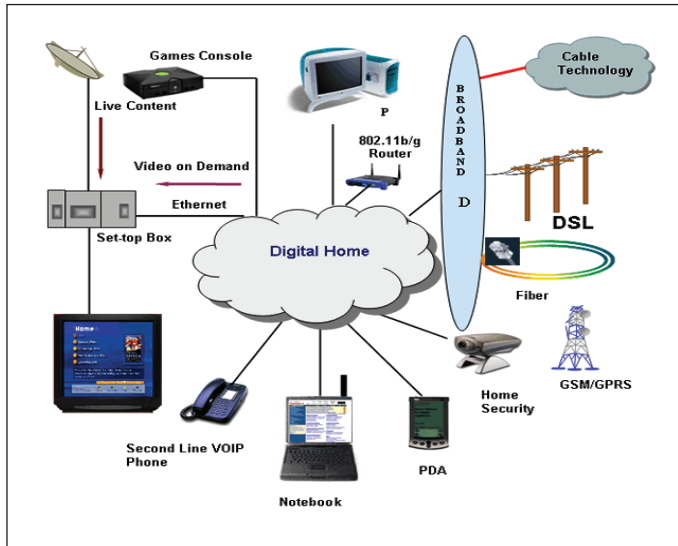 Games Console
Cable
Technology
Live Content
P
BROADBAND
D
802.11b/g
Router
Video on Demand
Ethernet
Set-top Box
Digital Home
DSL
Fiber
Home
Home
Security
GSM/GPRS
Second Line VOIP
Phone
PDA
Notebook